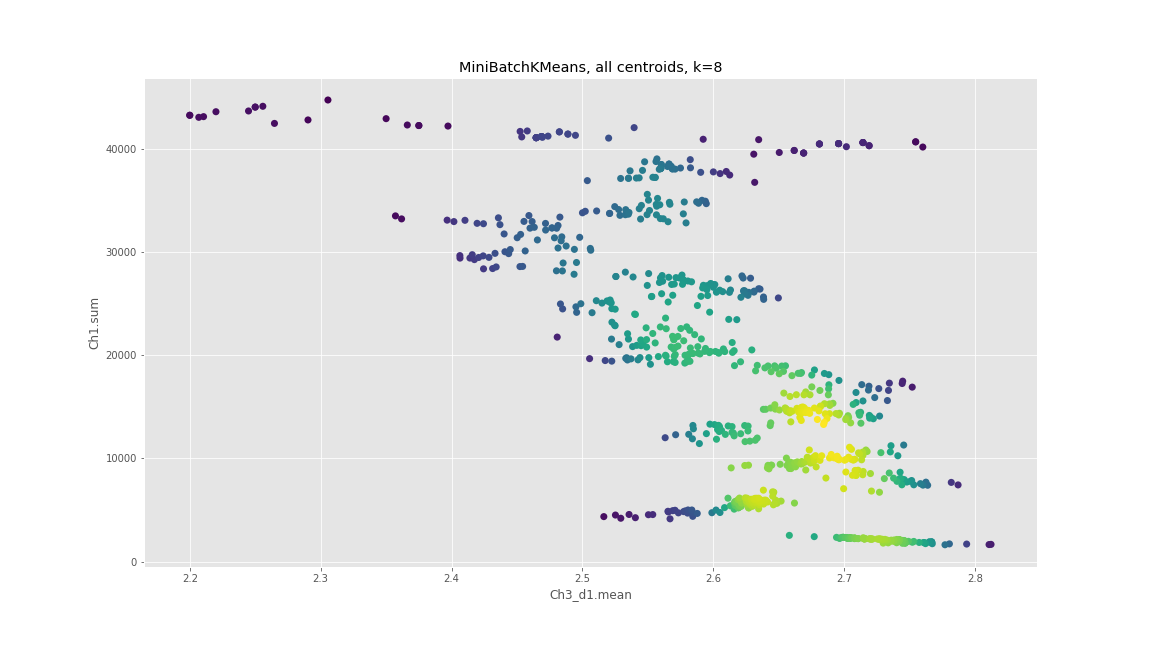 MiniBatchKMeans, all centroids, k=8
Ch1.sum
40000
30000
20000
10000
0
2.2 2.3 2.4 2.5 2.6 2.7 2.8
Ch3_d1.mean